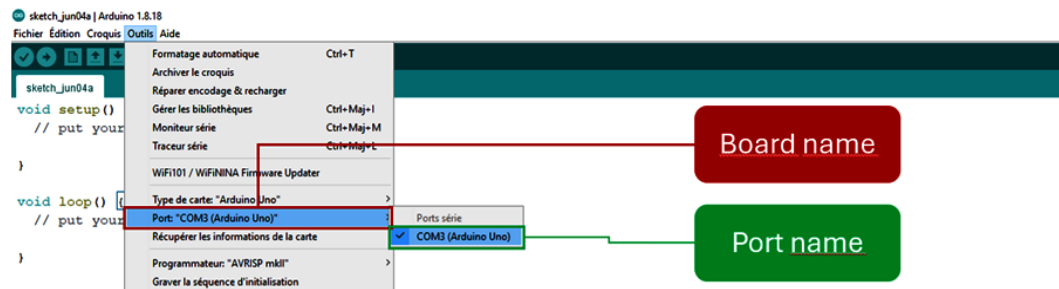 sketch_jun04a | Arduino 1.8.18
Fichier Édition Croquis Outils Aide
sketch_jun04a
void setup()
// put your
}
void loop() {
// put your
}
Formatage automatique Ctrl+T
Archiver le croquis
Réparer encodage & recharger
Gérer les bibliothèques Ctrl+Maj+I
Moniteur série Ctrl+Maj+M
Traceur série Ctrl+Maj+L
WiFi101 / WiFiNINA Firmware Updater
Type de carte: "Arduino Uno"
Port: "COM3 (Arduino Uno)"
Récupérer les informations de la carte
Programmateur: "AVRISP mkII"
Graver la séquence d'initialisation
Ports série
COM3 (Arduino Uno)
Board name
Port name